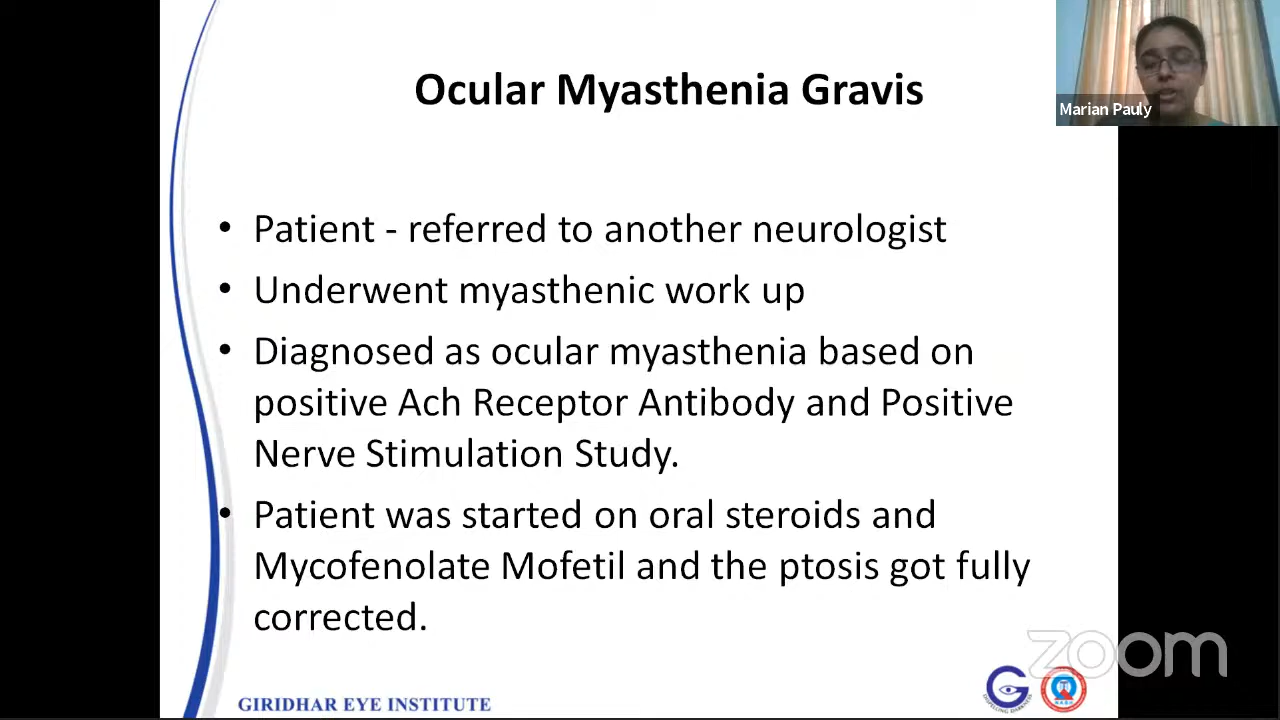 Ocular Myasthenia Gravis
Marian Pauly
• Patient - referred to another neurologist
• Underwent myasthenic work up
• Diagnosed as ocular myasthenia based on
positive Ach Receptor Antibody and Positive
Nerve Stimulation Study.
• Patient was started on oral steroids and
Mycofenolate Mofetil and the ptosis got fully
corrected.
zoom
GIRIDHAR EYE INSTITUTE